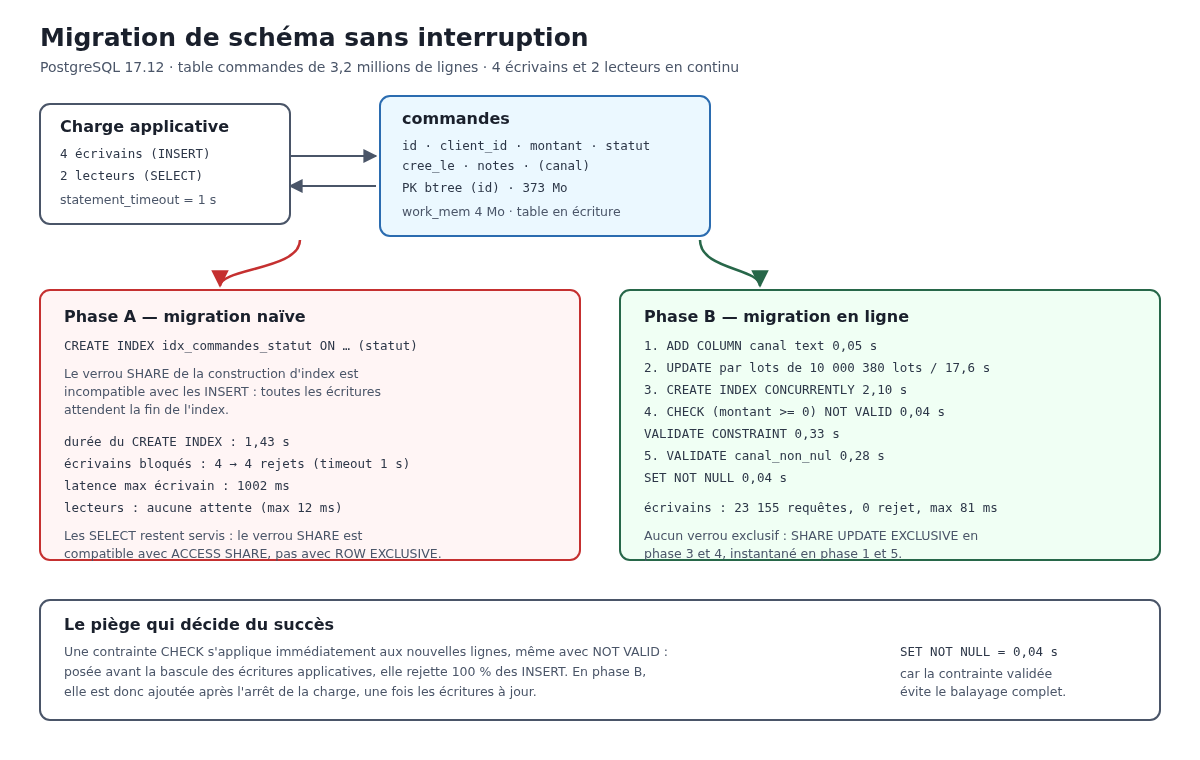 Migration de schéma sans interruption
PostgreSQL 17.12 · table commandes de 3,2 millions de lignes · 4 écrivains et 2 lecteurs en continu
Charge applicative
4 écrivains (INSERT)
2 lecteurs (SELECT)
statement_timeout = 1 s
commandes
id · client_id · montant · statut
cree_le · notes · (canal)
PK btree (id) · 373 Mo
work_mem 4 Mo · table en écriture
Phase A — migration naïve
CREATE INDEX idx_commandes_statut ON … (statut)
Le verrou SHARE de la construction d'index est
incompatible avec les INSERT : toutes les écritures
attendent la fin de l'index.
durée du CREATE INDEX : 1,43 s
écrivains bloqués : 4 → 4 rejets (timeout 1 s)
latence max écrivain : 1002 ms
lecteurs : aucune attente (max 12 ms)
Les SELECT restent servis : le verrou SHARE est
compatible avec ACCESS SHARE, pas avec ROW EXCLUSIVE.
Phase B — migration en ligne
1. ADD COLUMN canal text 0,05 s
2. UPDATE par lots de 10 000 380 lots / 17,6 s
3. CREATE INDEX CONCURRENTLY 2,10 s
4. CHECK (montant >= 0) NOT VALID 0,04 s
VALIDATE CONSTRAINT 0,33 s
5. VALIDATE canal_non_nul 0,28 s
SET NOT NULL 0,04 s
écrivains : 23 155 requêtes, 0 rejet, max 81 ms
Aucun verrou exclusif : SHARE UPDATE EXCLUSIVE en
phase 3 et 4, instantané en phase 1 et 5.
Le piège qui décide du succès
Une contrainte CHECK s'applique immédiatement aux nouvelles lignes, même avec NOT VALID :
posée avant la bascule des écritures applicatives, elle rejette 100 % des INSERT. En phase B,
elle est donc ajoutée après l'arrêt de la charge, une fois les écritures à jour.
SET NOT NULL = 0,04 s
car la contrainte validée
évite le balayage complet.